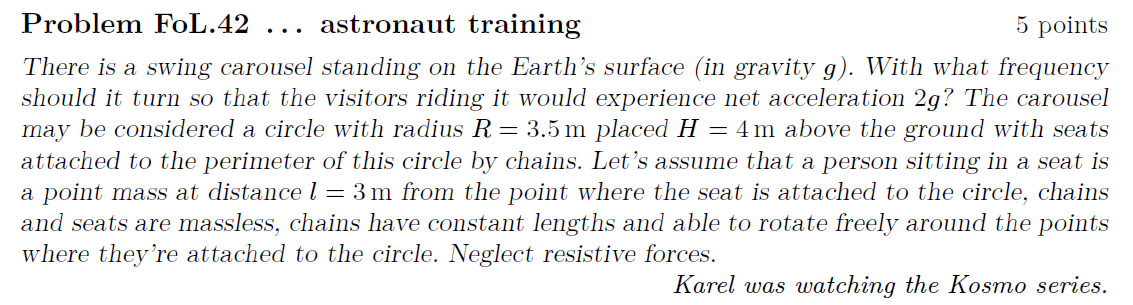 Problem FoL.42 ... astronaut training 5 points
There is a swing carousel standing on the Earth's surface (in gravity g). With what frequency
should it turn so that the visitors riding it would experience net acceleration 2g? The carousel
may be considered a circle with radius R = 3.5 m placed H = 4 m above the ground with seats
attached to the perimeter of this circle by chains. Let's assume that a person sitting in a seat is
a point mass at distance l = 3 m from the point where the seat is attached to the circle, chains
and seats are massless, chains have constant lengths and able to rotate freely around the points
where they're attached to the circle. Neglect resistive forces.
Karel was watching the Kosmo series.